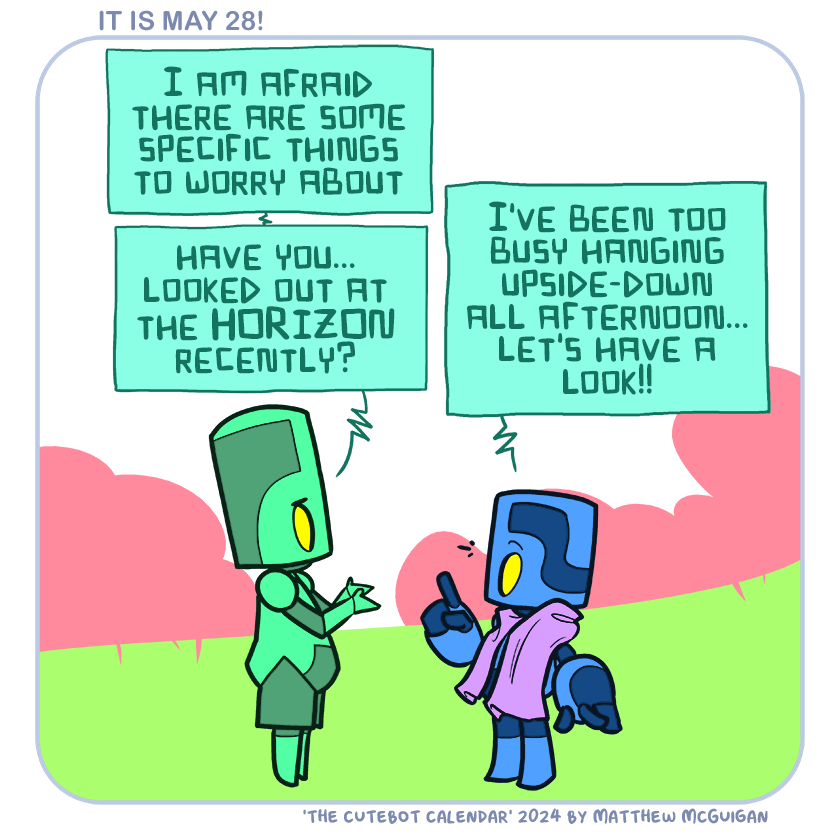 IT IS MAY 28!
I AM AFRAID
THERE ARE SOME
SPECIFIC THINGS
TO WORRY ABOUT
HAVE YOU...
LOOKED OUT AT
THE HORIZON
RECENTLY?
I'VE BEEN TOO
BUSY HANGING
UPSIDE-DOWN
ALL AFTERNOON...
LET'S HAVE A
LOOK!!
'THE CUTEBOT CALENDAR' 2024 BY MATTHEW MCGUIGAN